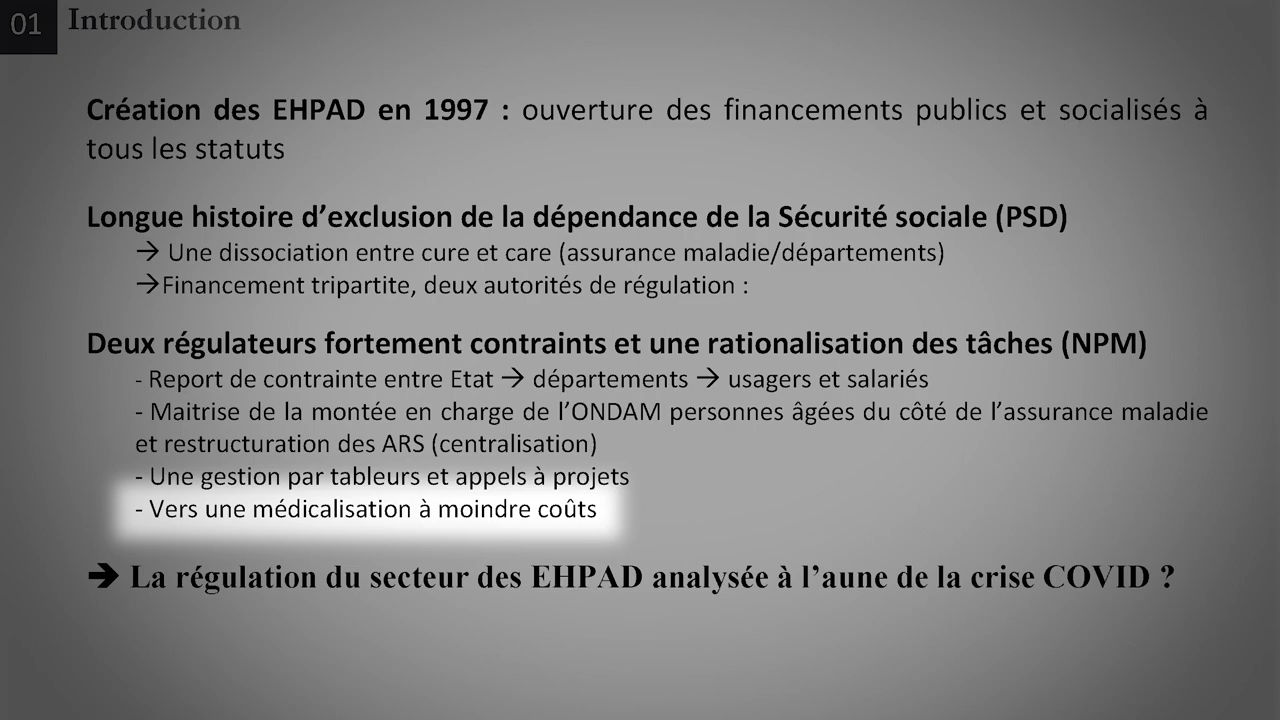 01 Introduction
Création des EHPAD en 1997 : ouverture des financements publics et socialisés à
tous les statuts
Longue histoire d’exclusion de la dépendance de la Sécurité sociale (PSD)
→ Une dissociation entre cure et care (assurance maladie/départements)
→Financement tripartite, deux autorités de régulation :
Deux régulateurs fortement contraints et une rationalisation des tâches (NPM)
- Report de contrainte entre Etat → départements → usagers et salariés
- Maitrise de la montée en charge de l’ONDAM personnes âgées du côté de l’assurance maladie
et restructuration des ARS (centralisation)
- Une gestion par tableurs et appels à projets
- Vers une médicalisation à moindre coûts
➔ La régulation du secteur des EHPAD analysée à l’aune de la crise COVID ?